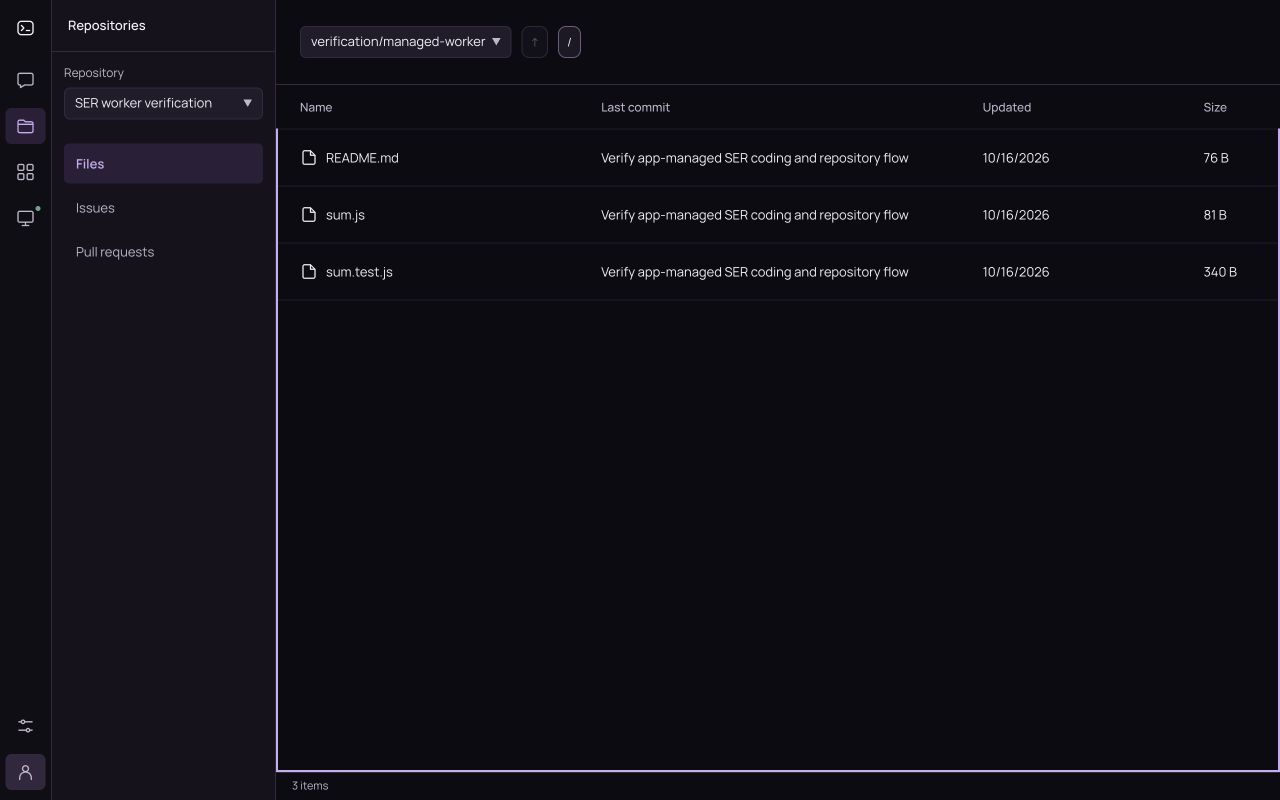 Repositories
Repository
SER worker verification
Files
Issues
Pull requests
verification/managed-worker
↑
/
Name Last commit Updated Size
README.md Verify app-managed SER coding and repository flow 10/16/2026 76 B
sum.js Verify app-managed SER coding and repository flow 10/16/2026 81 B
sum.test.js Verify app-managed SER coding and repository flow 10/16/2026 340 B
3 items